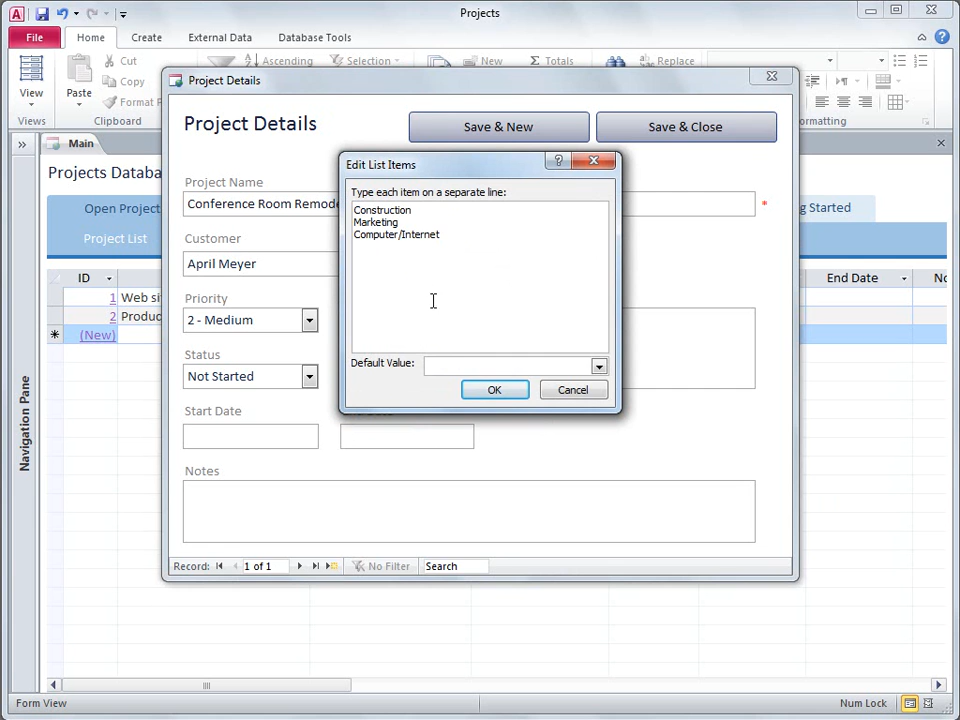 Projects
File
Home
Create
External Data
Database Tools
View
Views
Paste
Cut
Copy
Format P
Clipboard
Ascending
Selection
New
Totals
Replace
ormatting
Main
Projects Databa
Open Project
ng Started
Project List
ID
End Date
No
1 Web si
2 Produc
(New)
Navigation Pane
Project Details
Project Details
Save & New
Save & Close
Project Name
Conference Room Remode
*
Customer
April Meyer
Priority
2 - Medium
Status
Not Started
Start Date
Notes
Record:
1 of 1
No Filter
Search
Edit List Items
Type each item on a separate line:
Construction
Marketing
Computer/Internet
Default Value:
OK
Cancel
Form View
Num Lock